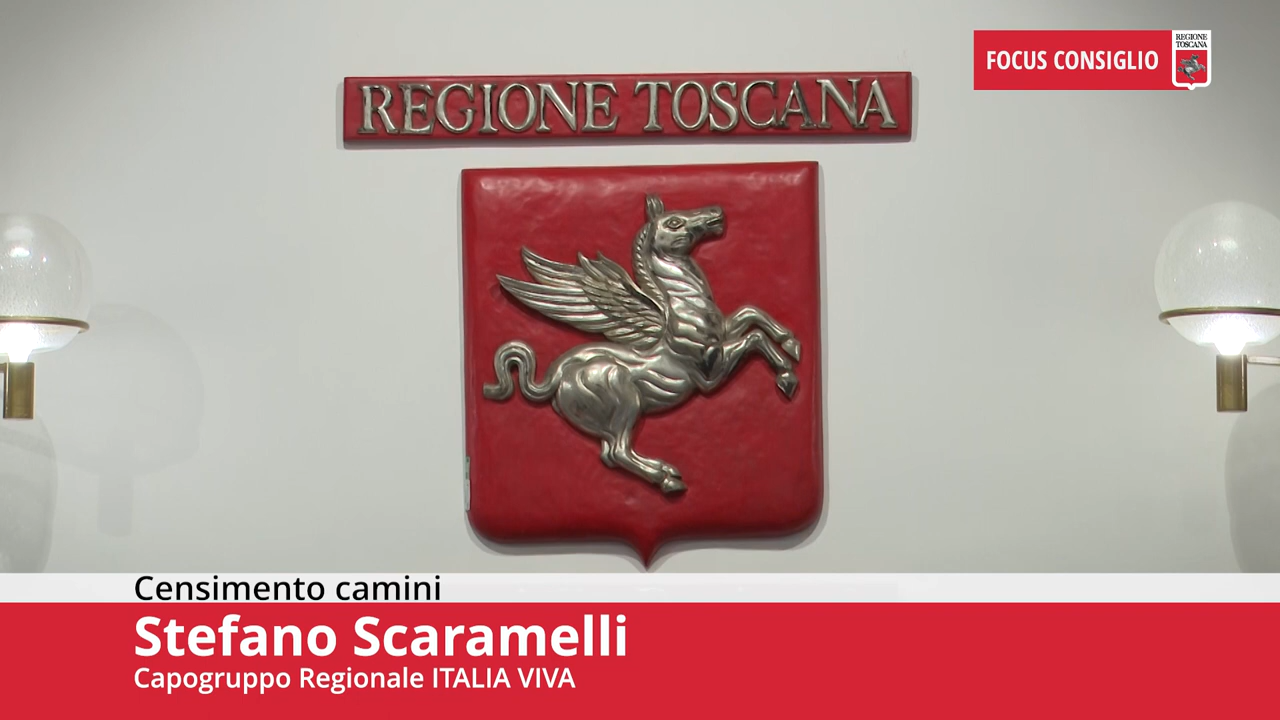 FOCUS CONSIGLIO
REGIONE
TOSCANA
REGIONE TOSCANA
Censimento camini
Stefano Scaramelli
Capogruppo Regionale ITALIA VIVA